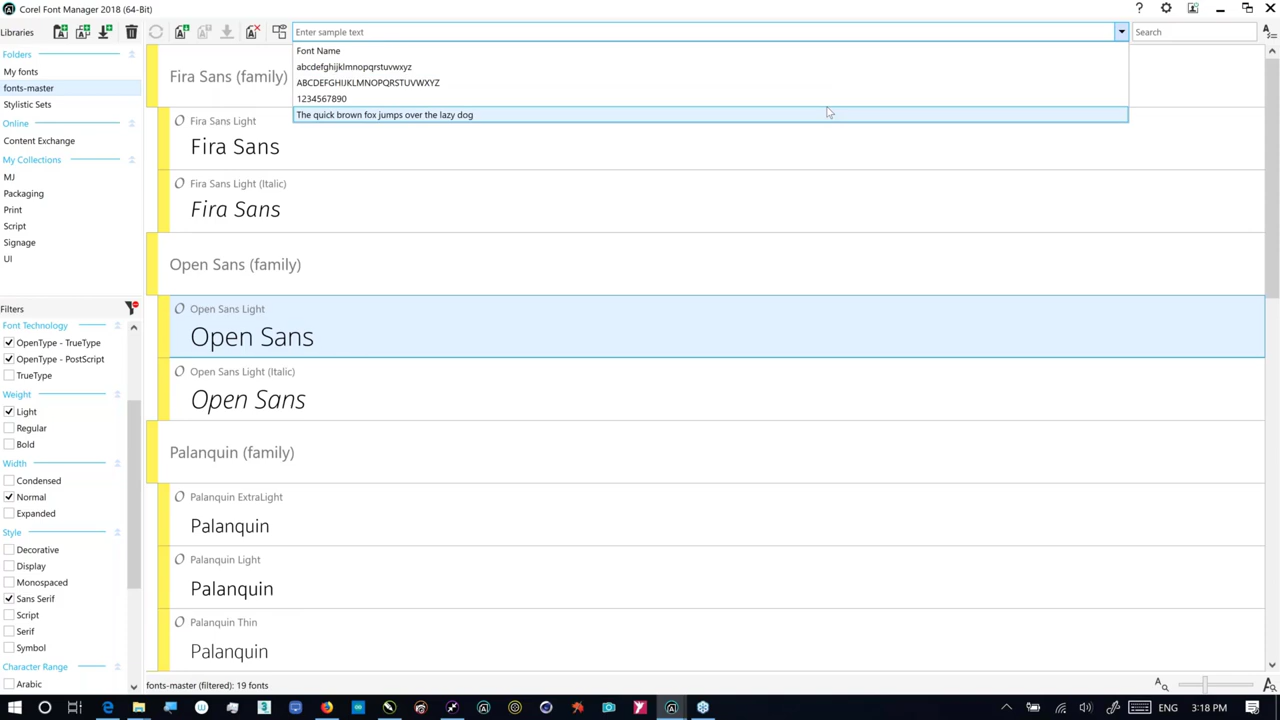 Corel Font Manager 2018 (64-Bit)
?
Libraries
Enter sample text
Search
Folders
My fonts
fonts-master
Stylistic Sets
Online
Content Exchange
My Collections
MJ
Packaging
Print
Script
Signage
UI
Filters
Font Technology
OpenType - TrueType
OpenType - PostScript
TrueType
Weight
Light
Regular
Bold
Width
Condensed
Normal
Expanded
Style
Decorative
Display
Monospaced
Sans Serif
Script
Serif
Symbol
Character Range
Arabic
Font Name
abcdefghijklmnopqrstuvwxyz
ABCDEFGHIJKLMNOPQRSTUVWXYZ
1234567890
The quick brown fox jumps over the lazy dog
Fira Sans (family)
Fira Sans Light
Fira Sans
Fira Sans Light (Italic)
Fira Sans
Open Sans (family)
Open Sans Light
Open Sans
Open Sans Light (Italic)
Open Sans
Palanquin (family)
Palanquin ExtraLight
Palanquin
Palanquin Light
Palanquin
Palanquin Thin
Palanquin
fonts-master (filtered): 19 fonts
ENG
3:18 PM